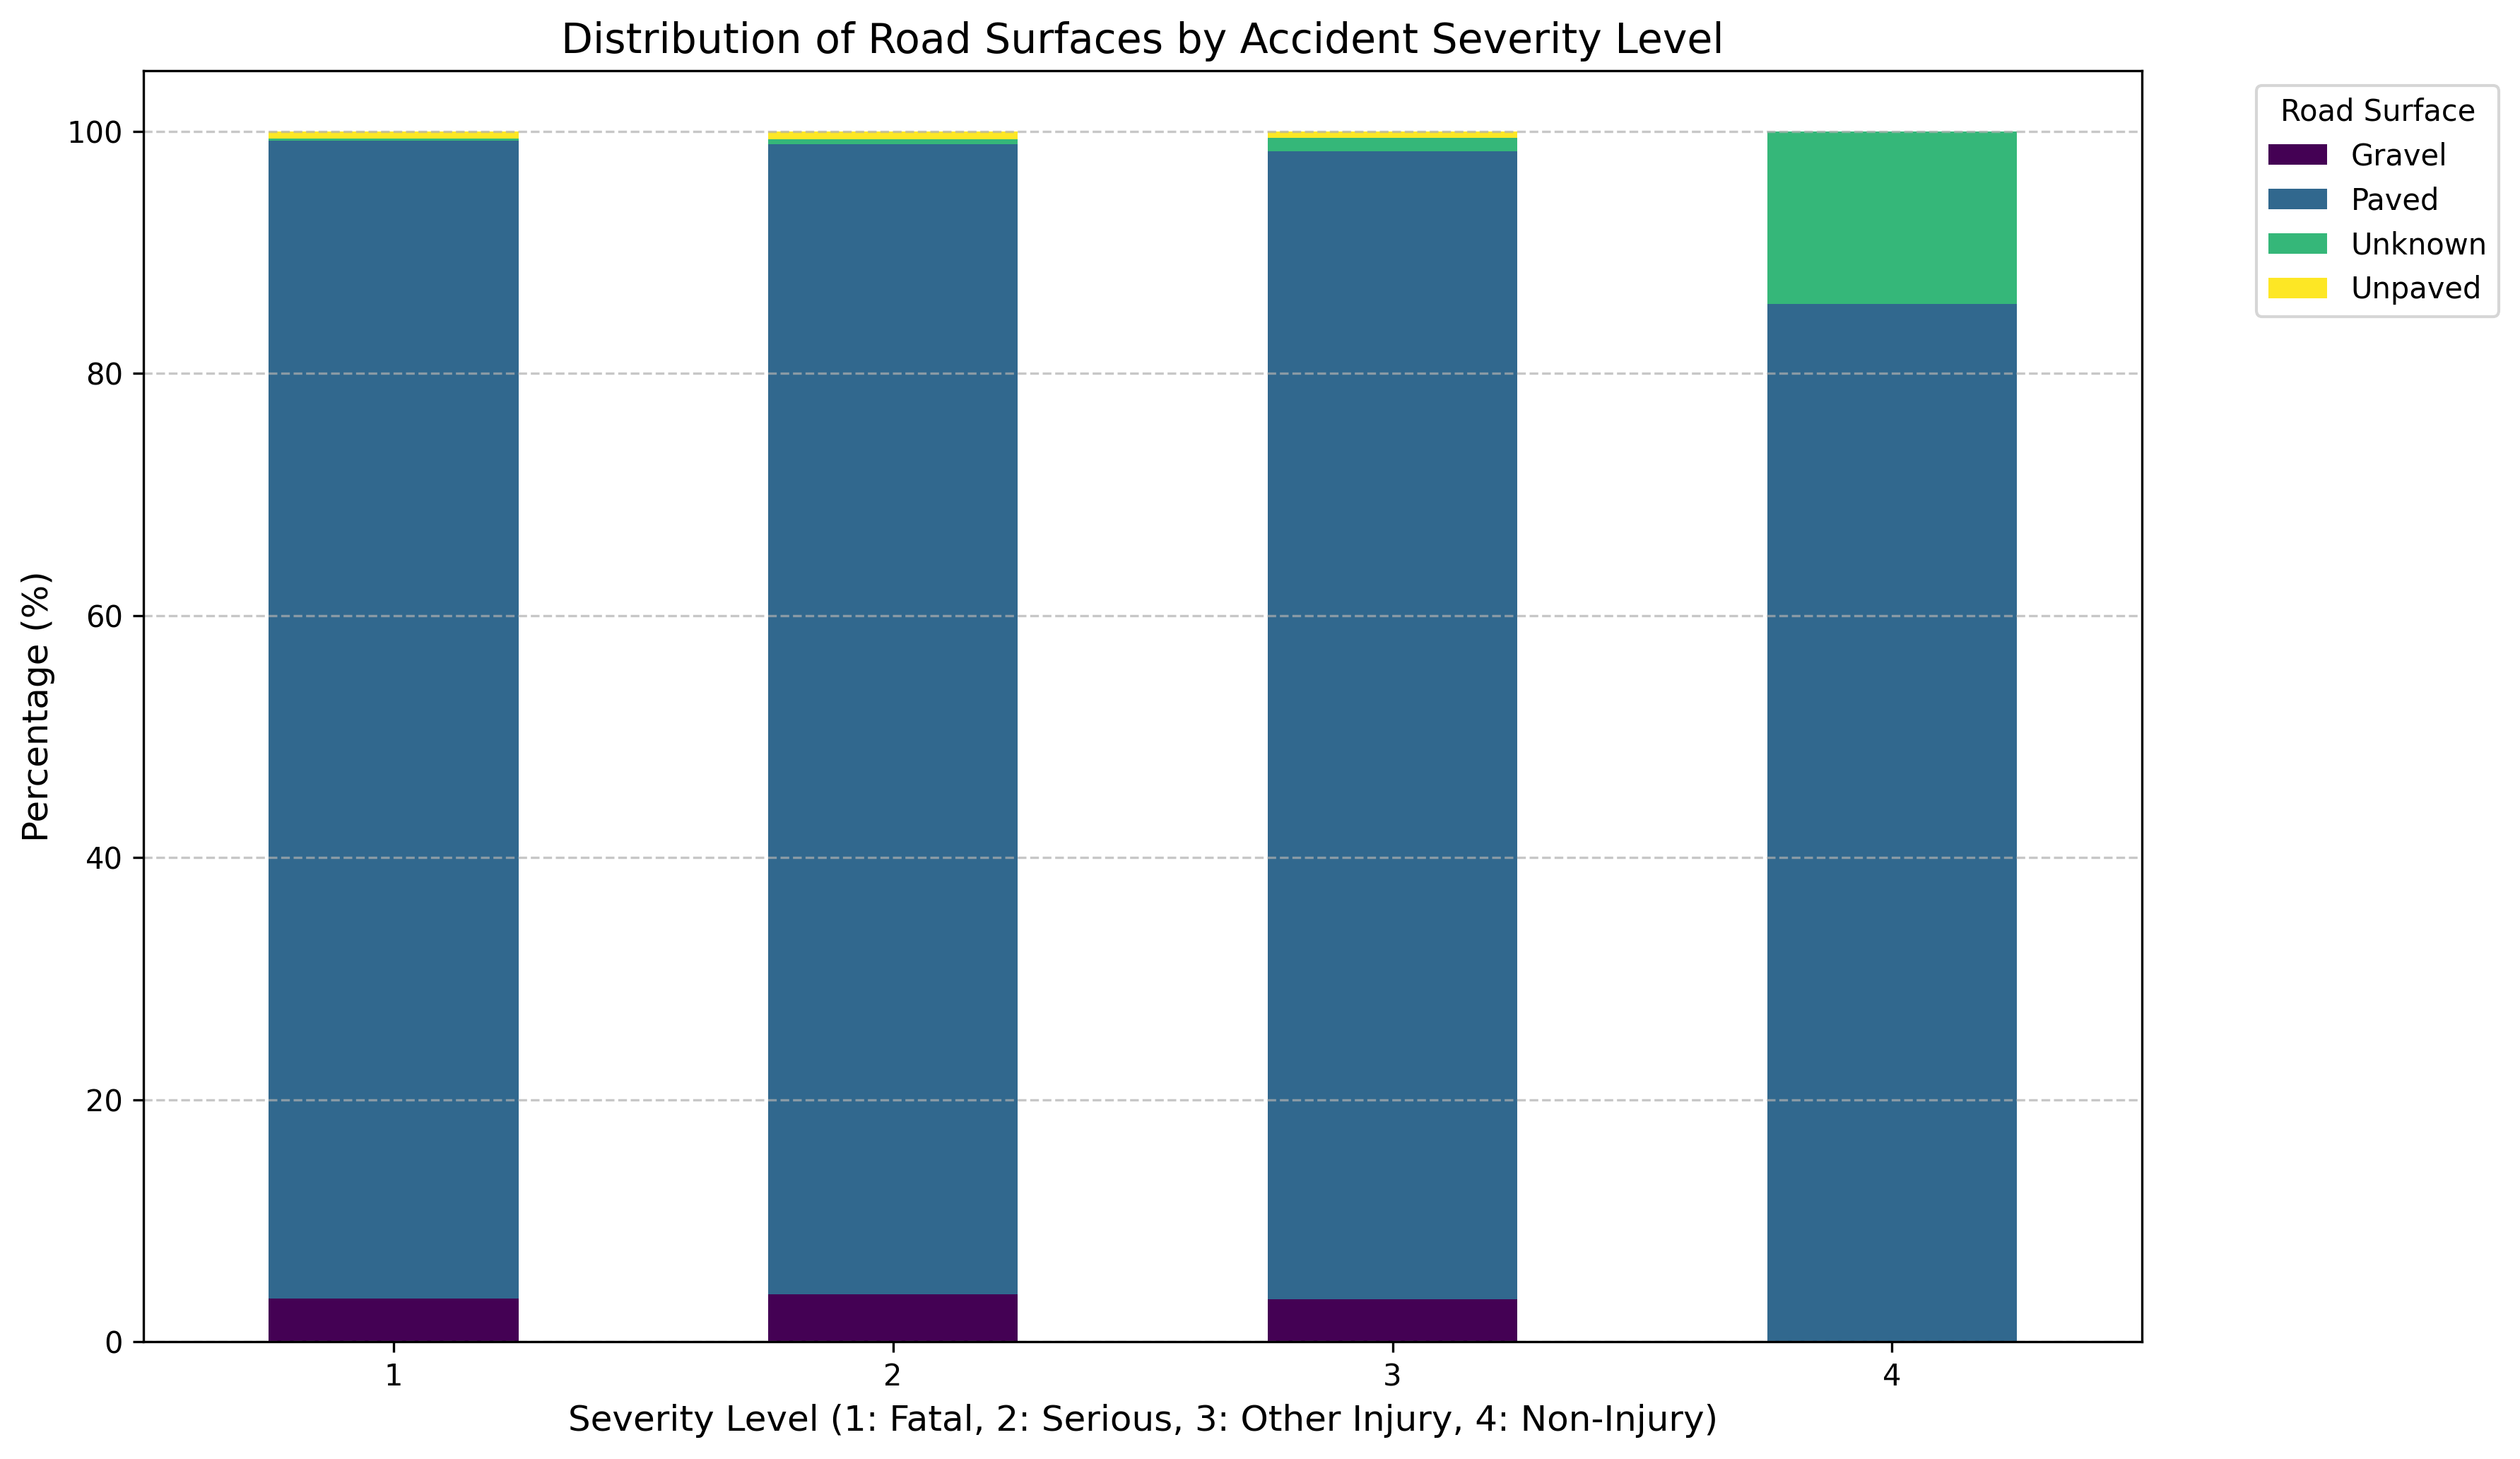 Distribution of Road Surfaces by Accident Severity Level
Road Surface
Gravel
Paved
Unknown
Unpaved
Percentage (%)
100
80
60
40
20
0
1
2
3
4
Severity Level (1: Fatal, 2: Serious, 3: Other Injury, 4: Non-Injury)